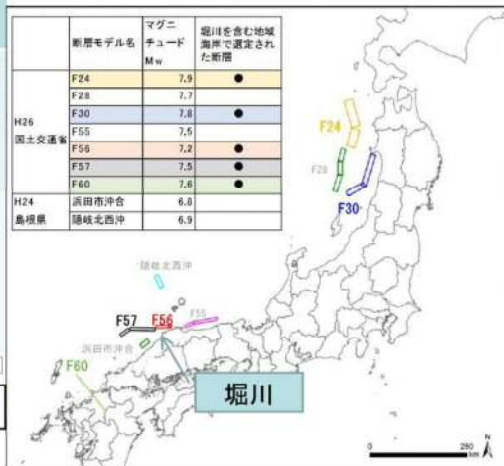 断層モデル名 マグニチュード Mw 堀川を含む地域海岸で選定された断層
H26 国土交通省
F24 7.9 ●
F28 7.7
F30 7.8 ●
F55 7.5
F56 7.2 ●
F57 7.5 ●
F60 7.6 ●
H24 島根県
浜田市沖合 6.8
隠岐北西沖 6.9
F24
F28
F30
隠岐北西沖
F57
F56
F55
浜田市沖合
F60
堀川
0 280 km
N